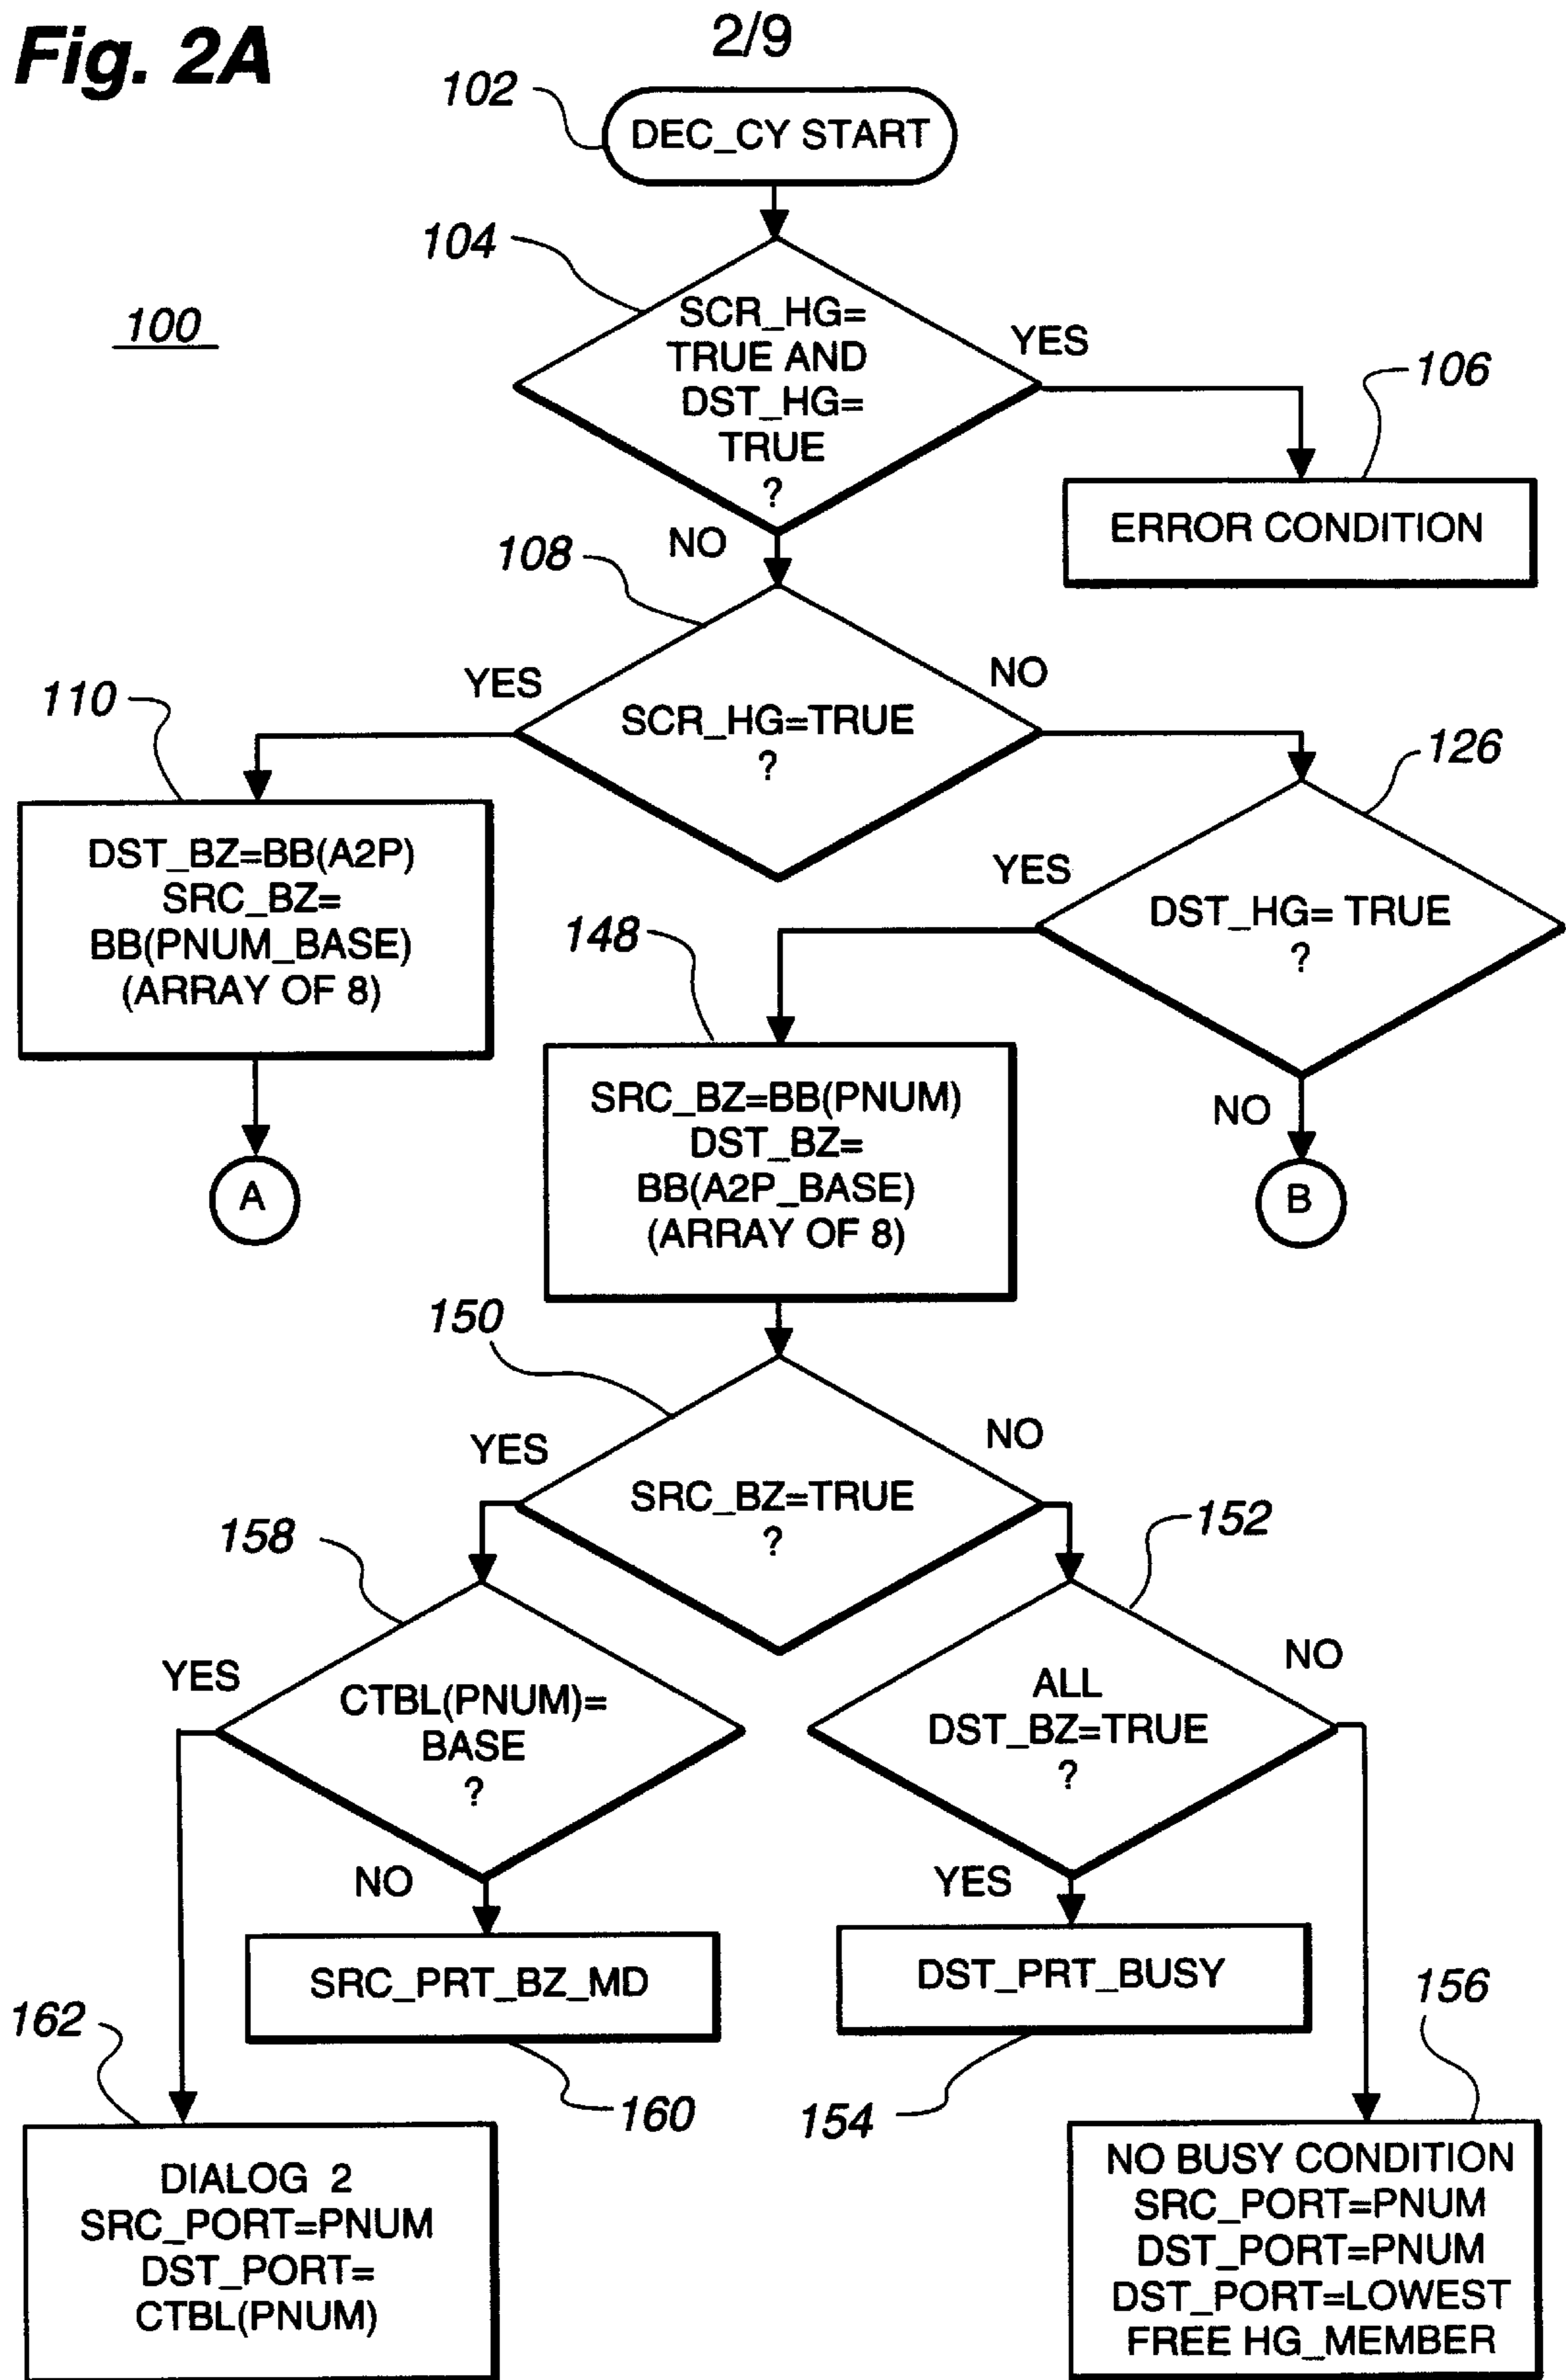 Fig. 2A
2/9
102
DEC_CY START
104
100
SCR_HG=
TRUE AND
DST_HG=
TRUE
?
YES
106
ERROR CONDITION
NO
108
YES
NO
110
SCR_HG=TRUE
?
126
DST_BZ=BB(A2P)
SRC_BZ=
BB(PNUM_BASE)
(ARRAY OF 8)
YES
DST_HG= TRUE
?
148
SRC_BZ=BB(PNUM)
DST_BZ=
BB(A2P_BASE)
(ARRAY OF 8)
NO
A
B
150
YES
NO
SRC_BZ=TRUE
?
158
152
YES
CTBL(PNUM)=
BASE
?
ALL
DST_BZ=TRUE
?
NO
NO
YES
SRC_PRT_BZ_MD
DST_PRT_BUSY
162
160
154
156
DIALOG 2
SRC_PORT=PNUM
DST_PORT=
CTBL(PNUM)
NO BUSY CONDITION
SRC_PORT=PNUM
DST_PORT=PNUM
DST_PORT=LOWEST
FREE HG_MEMBER